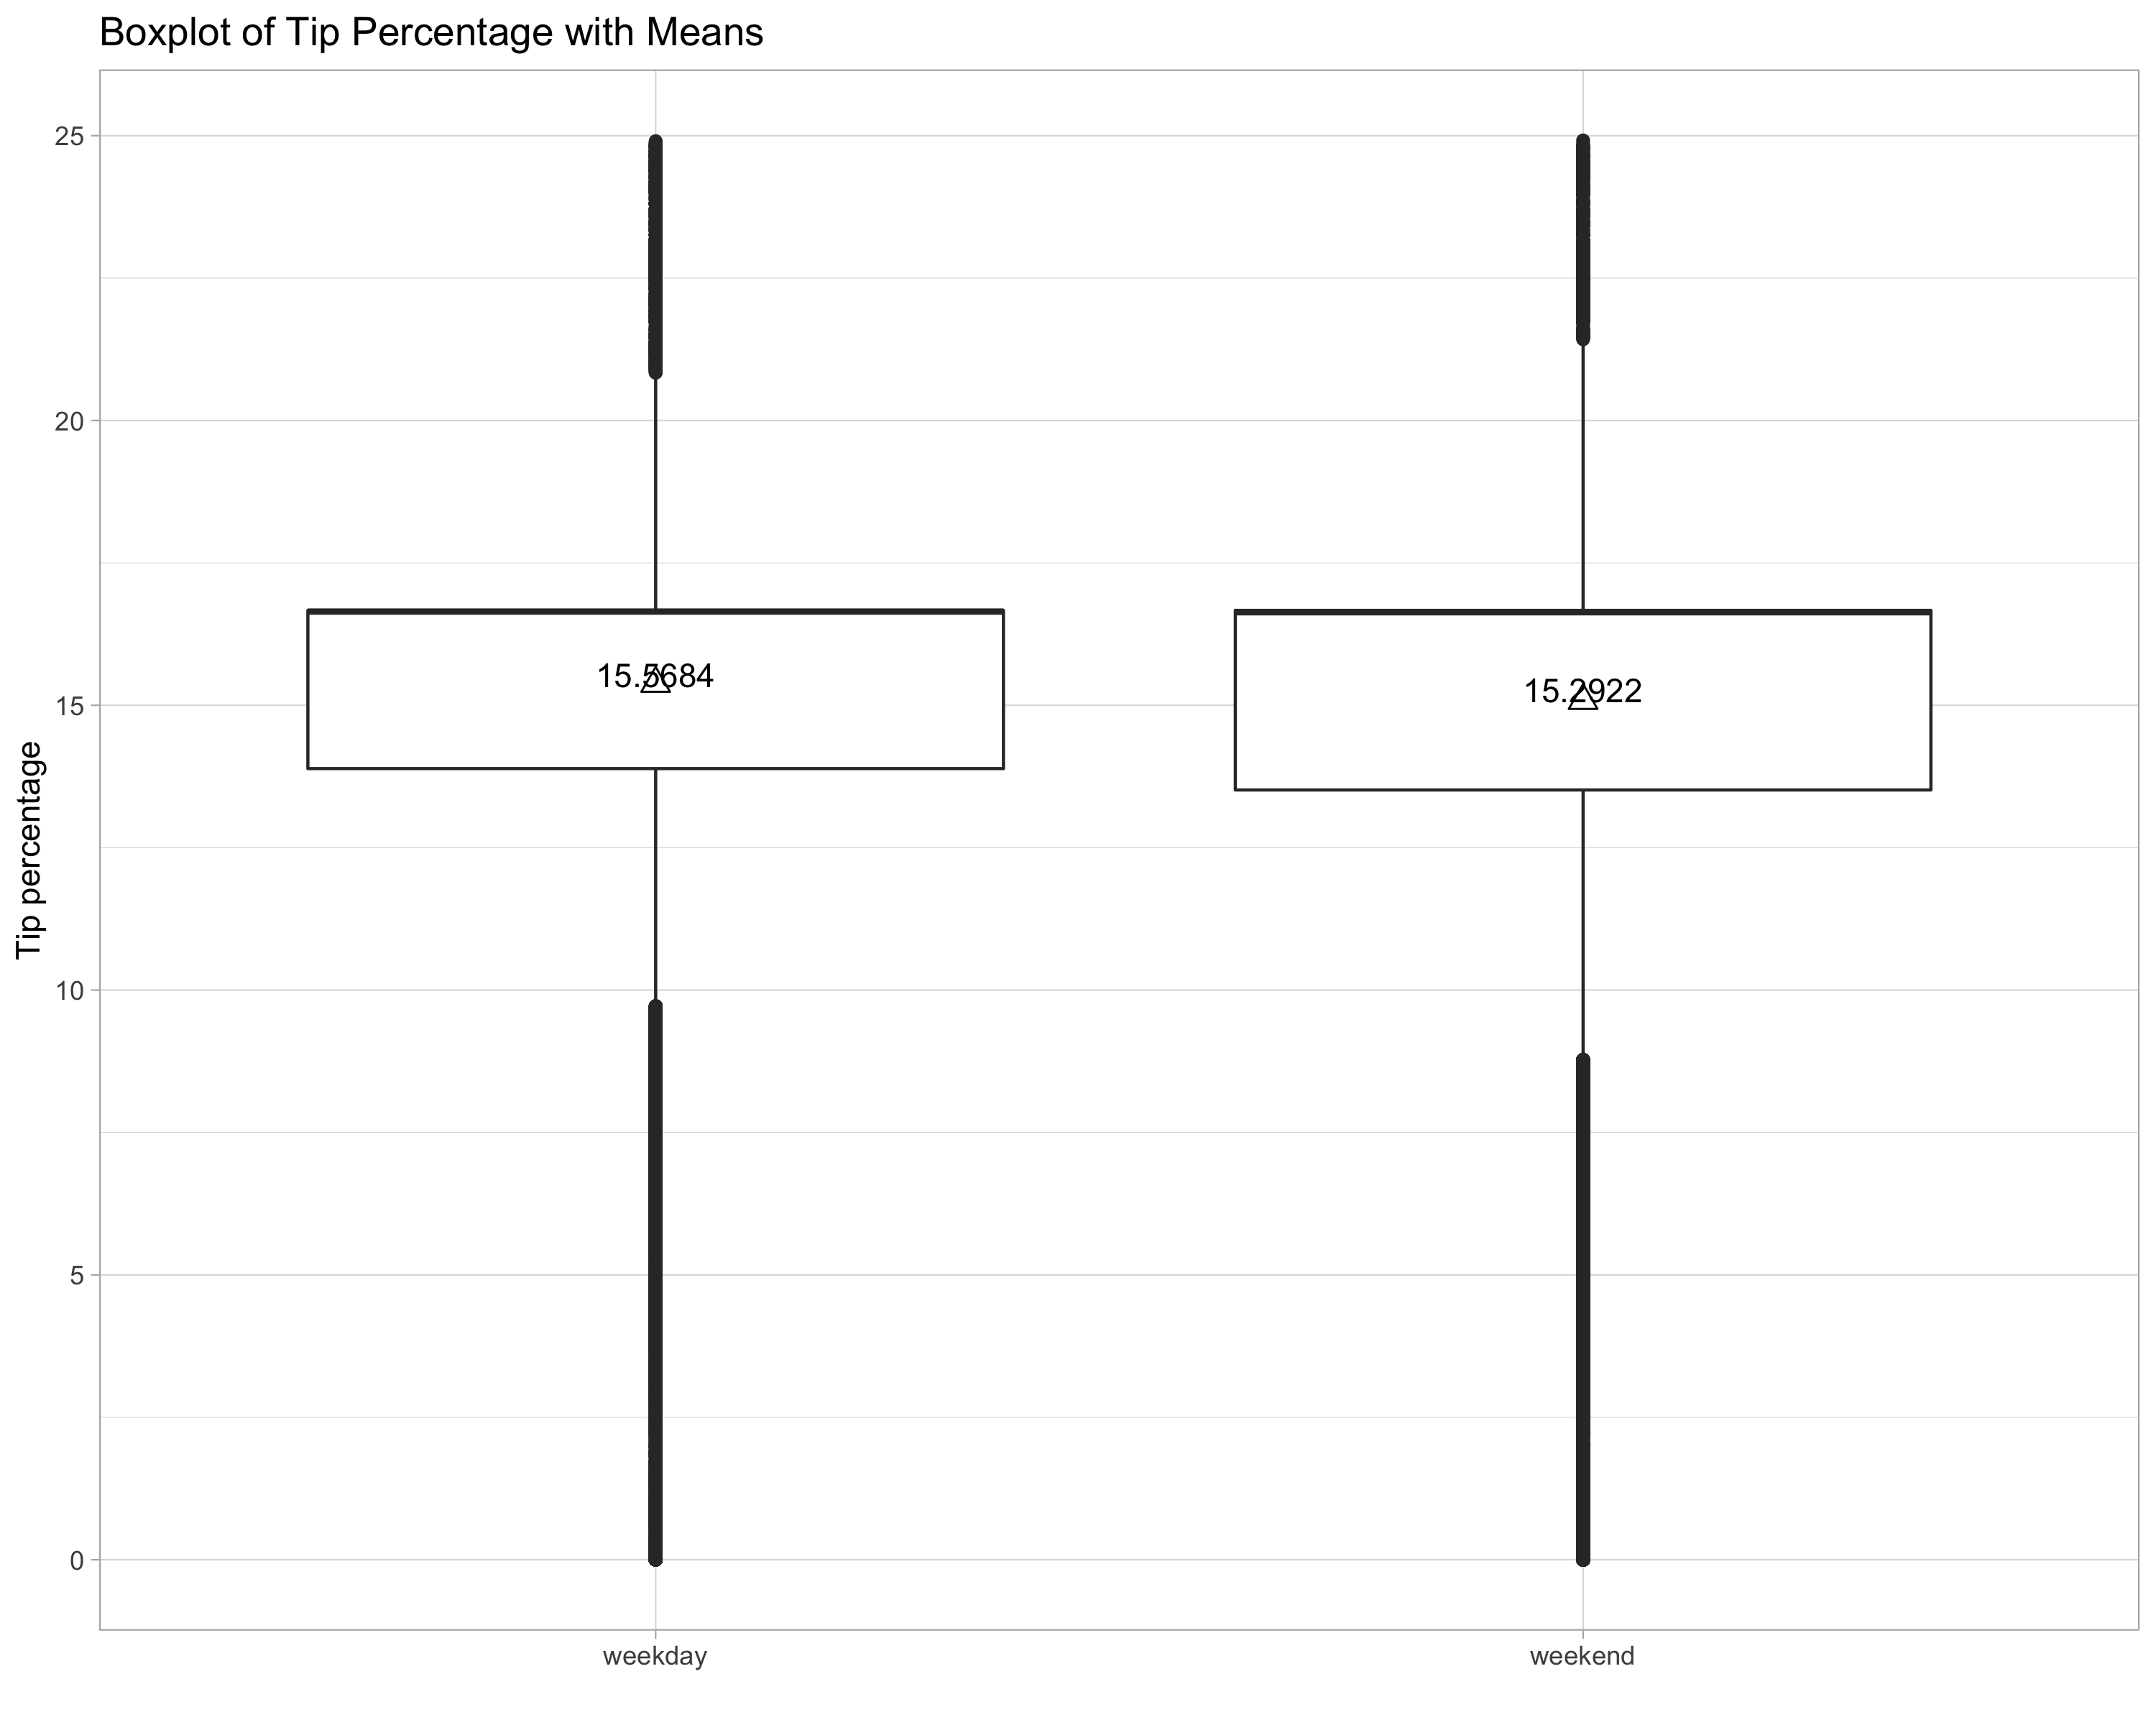 Boxplot of Tip Percentage with Means
Tip percentage
25
20
15
10
5
0
15.5684
15.2922
weekday
weekend